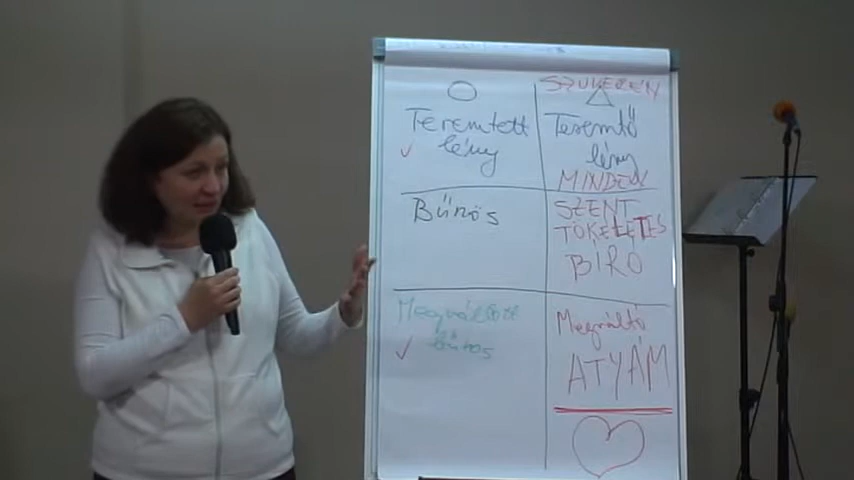 SZUVERÉN
Teremtett
lény
Teremtő
lény
MINDEN
Bűnös
SZENT
TÖKÉLETES
BÍRÓ
Megváltott
bűnös
Megváltó
ATYÁM